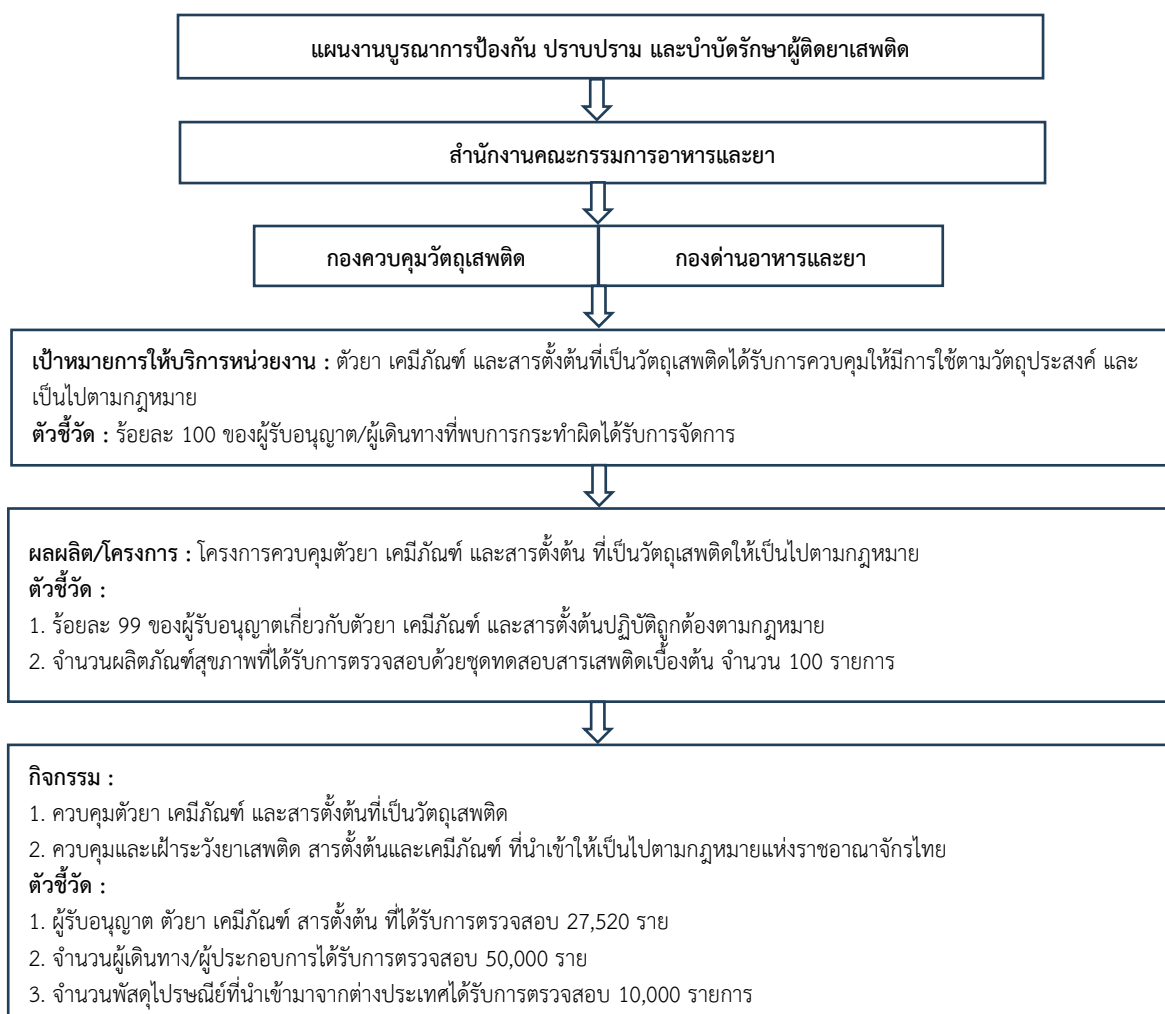 แผนงานบูรณาการป้องกัน ปราบปราม และบำบัดรักษาผู้ติดยาเสพติด
สำนักงานคณะกรรมการอาหารและยา
กองควบคุมวัตถุเสพติด
กองด่านอาหารและยา
เป้าหมายการให้บริการหน่วยงาน : ตัวยา เคมีภัณฑ์ และสารตั้งต้นที่เป็นวัตถุเสพติดได้รับการควบคุมให้มีการใช้ตามวัตถุประสงค์ และ
เป็นไปตามกฎหมาย
ตัวชี้วัด : ร้อยละ 100 ของผู้รับอนุญาต/ผู้เดินทางที่พบการกระทำผิดได้รับการจัดการ
ผลผลิต/โครงการ : โครงการควบคุมตัวยา เคมีภัณฑ์ และสารตั้งต้น ที่เป็นวัตถุเสพติดให้เป็นไปตามกฎหมาย
ตัวชี้วัด :
1. ร้อยละ 99 ของผู้รับอนุญาตเกี่ยวกับตัวยา เคมีภัณฑ์ และสารตั้งต้นปฏิบัติถูกต้องตามกฎหมาย
2. จำนวนผลิตภัณฑ์สุขภาพที่ได้รับการตรวจสอบด้วยชุดทดสอบสารเสพติดเบื้องต้น จำนวน 100 รายการ
กิจกรรม :
1. ควบคุมตัวยา เคมีภัณฑ์ และสารตั้งต้นที่เป็นวัตถุเสพติด
2. ควบคุมและเฝ้าระวังยาเสพติด สารตั้งต้นและเคมีภัณฑ์ ที่นำเข้าให้เป็นไปตามกฎหมายแห่งราชอาณาจักรไทย
ตัวชี้วัด :
1. ผู้รับอนุญาต ตัวยา เคมีภัณฑ์ สารตั้งต้น ที่ได้รับการตรวจสอบ 27,520 ราย
2. จำนวนผู้เดินทาง/ผู้ประกอบการได้รับการตรวจสอบ 50,000 ราย
3. จำนวนพัสดุไปรษณีย์ที่นำเข้ามาจากต่างประเทศได้รับการตรวจสอบ 10,000 รายการ